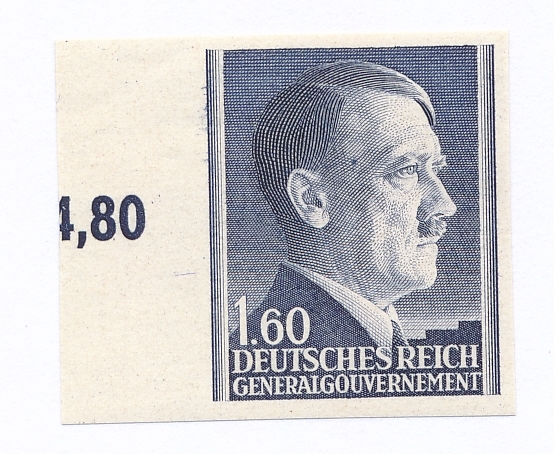 4,80
1.60
DEUTSCHES REICH
GENERALGOUVERNEMENT